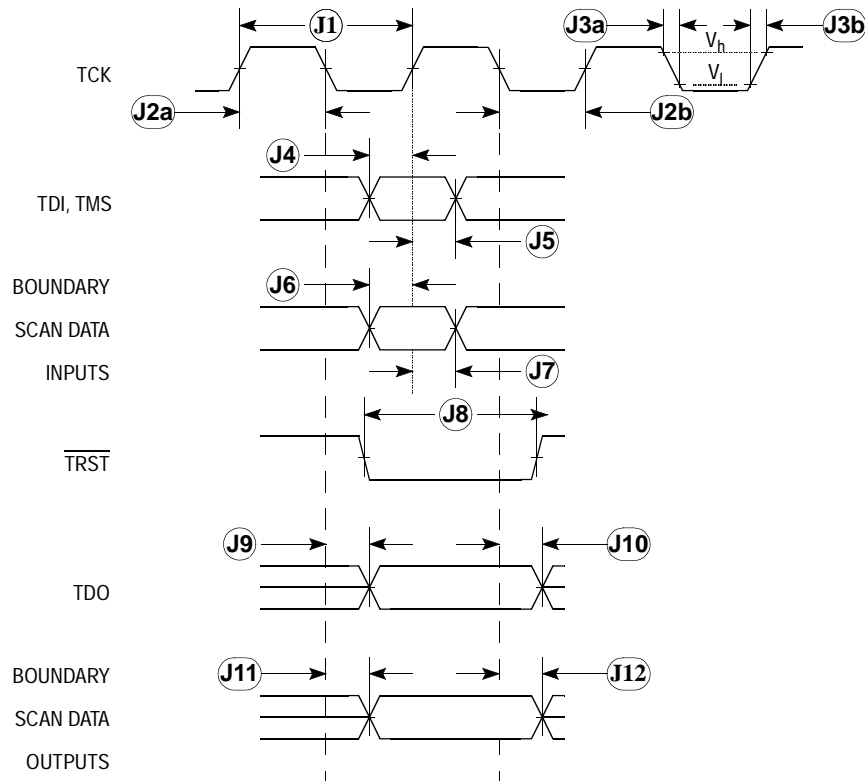 J1
J3a
J3b
Vh
TCK
Vl
J2a
J2b
J4
TDI, TMS
J5
BOUNDARY
J6
SCAN DATA
INPUTS
J7
J8
TRST
J9
J10
TDO
BOUNDARY
J11
J12
SCAN DATA
OUTPUTS